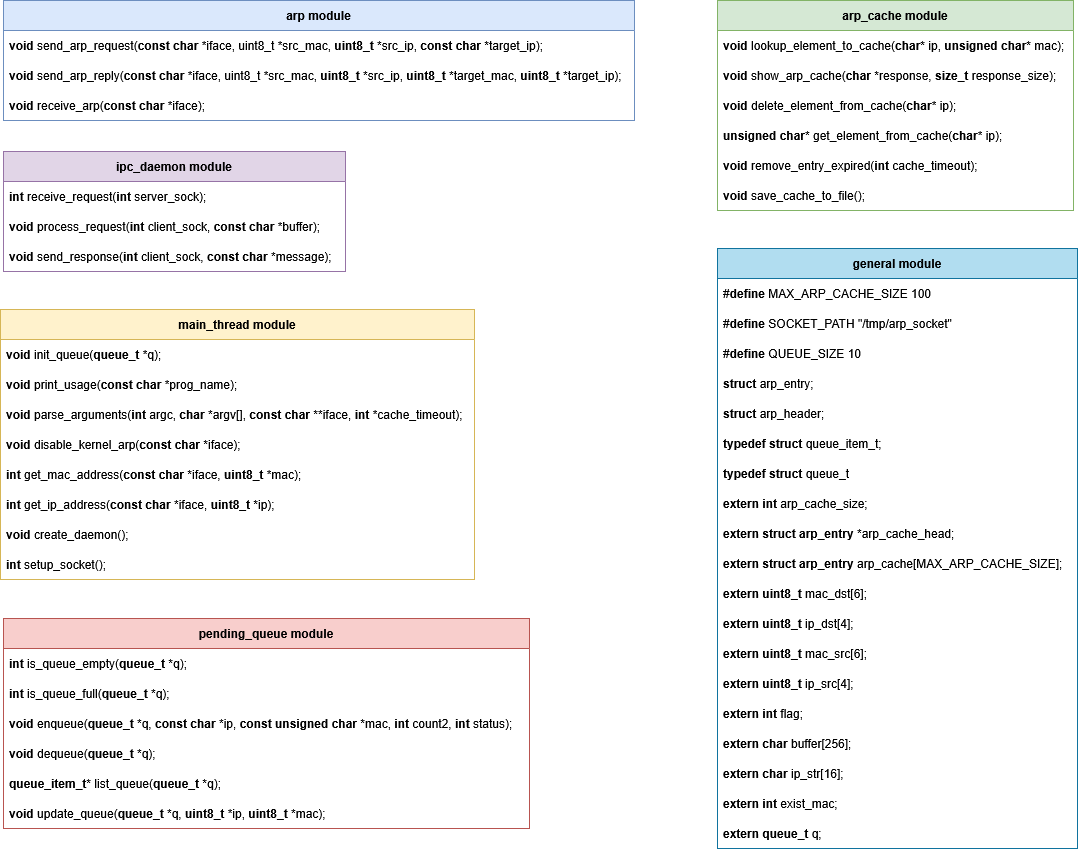 arp module
void send_arp_request(const char *iface, uint8_t *src_mac, uint8_t *src_ip, const char *target_ip);
void send_arp_reply(const char *iface, uint8_t *src_mac, uint8_t *src_ip, uint8_t *target_mac, uint8_t *target_ip);
void receive_arp(const char *iface);
ipc_daemon module
int receive_request(int server_sock);
void process_request(int client_sock, const char *buffer);
void send_response(int client_sock, const char *message);
main_thread module
void init_queue(queue_t *q);
void print_usage(const char *prog_name);
void parse_arguments(int argc, char *argv[], const char **iface, int *cache_timeout);
void disable_kernel_arp(const char *iface);
int get_mac_address(const char *iface, uint8_t *mac);
int get_ip_address(const char *iface, uint8_t *ip);
void create_daemon();
int setup_socket();
pending_queue module
int is_queue_empty(queue_t *q);
int is_queue_full(queue_t *q);
void enqueue(queue_t *q, const char *ip, const unsigned char *mac, int count2, int status);
void dequeue(queue_t *q);
queue_item_t* list_queue(queue_t *q);
void update_queue(queue_t *q, uint8_t *ip, uint8_t *mac);
arp_cache module
void lookup_element_to_cache(char* ip, unsigned char* mac);
void show_arp_cache(char *response, size_t response_size);
void delete_element_from_cache(char* ip);
unsigned char* get_element_from_cache(char* ip);
void remove_entry_expired(int cache_timeout);
void save_cache_to_file();
general module
#define MAX_ARP_CACHE_SIZE 100
#define SOCKET_PATH "/tmp/arp_socket"
#define QUEUE_SIZE 10
struct arp_entry;
struct arp_header;
typedef struct queue_item_t;
typedef struct queue_t
extern int arp_cache_size;
extern struct arp_entry *arp_cache_head;
extern struct arp_entry arp_cache[MAX_ARP_CACHE_SIZE];
extern uint8_t mac_dst[6];
extern uint8_t ip_dst[4];
extern uint8_t mac_src[6];
extern uint8_t ip_src[4];
extern int flag;
extern char buffer[256];
extern char ip_str[16];
extern int exist_mac;
extern queue_t q;